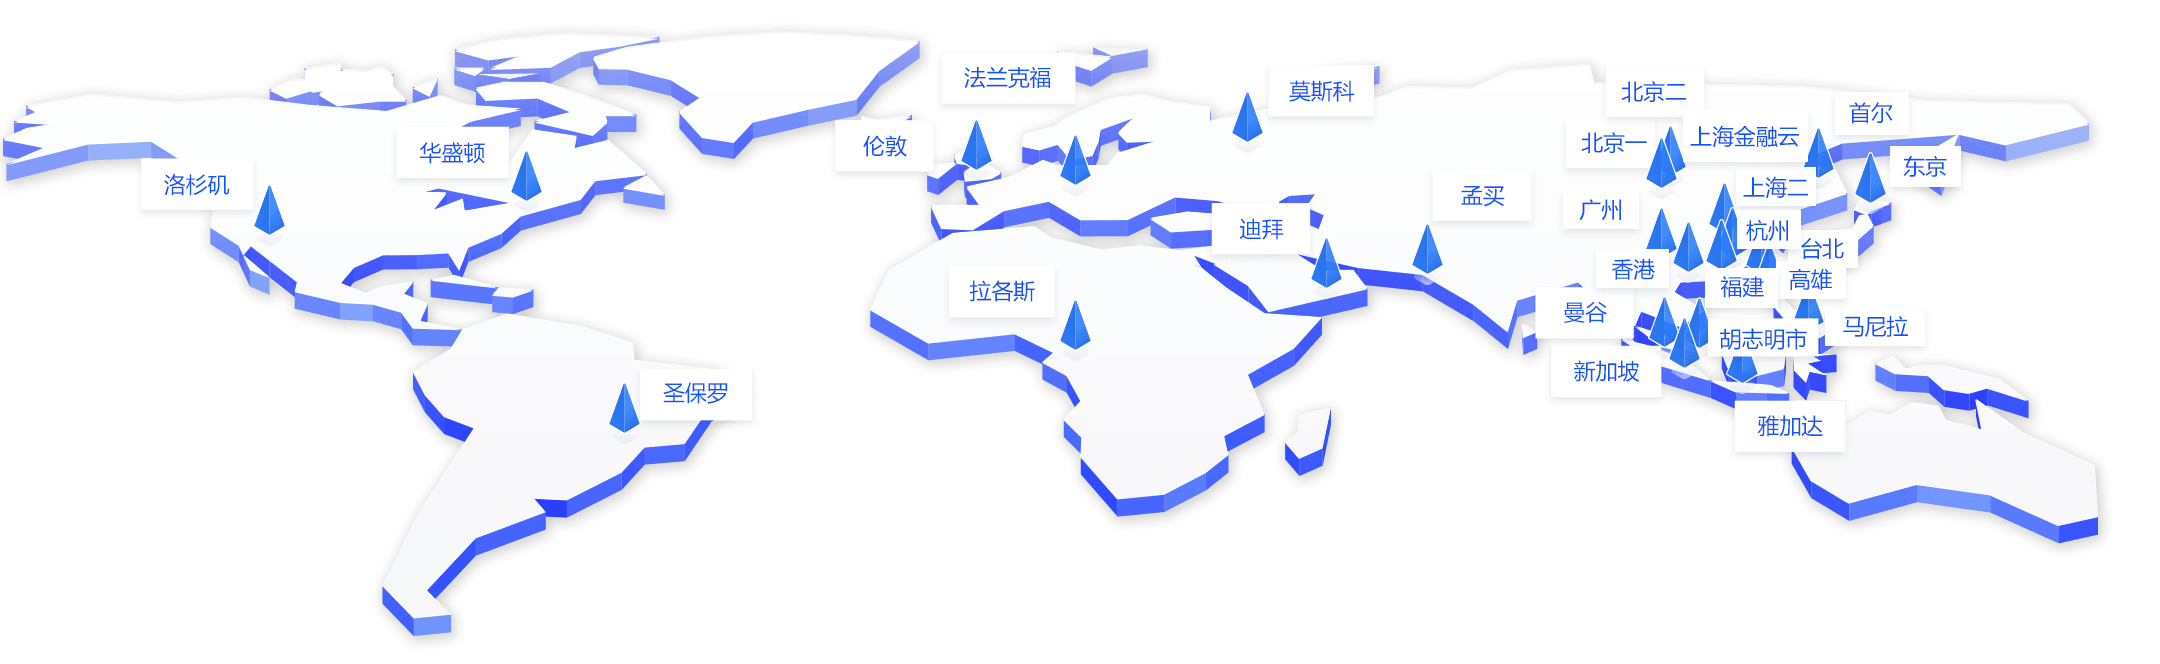 法兰克福
莫斯科
北京二
首尔
北京一
上海金融云
伦敦
华盛顿
东京
洛杉矶
上海二
孟买
广州
迪拜
杭州
台北
香港
高雄
福建
拉各斯
曼谷
马尼拉
胡志明市
新加坡
圣保罗
雅加达